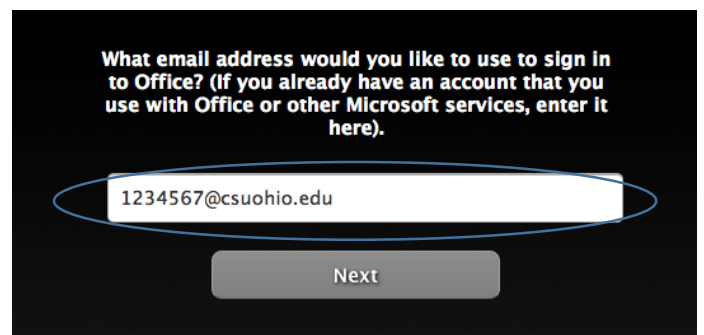 What email address would you like to use to sign in
to Office? (If you already have an account that you
use with Office or other Microsoft services, enter it
here).
1234567@csuohio.edu
Next